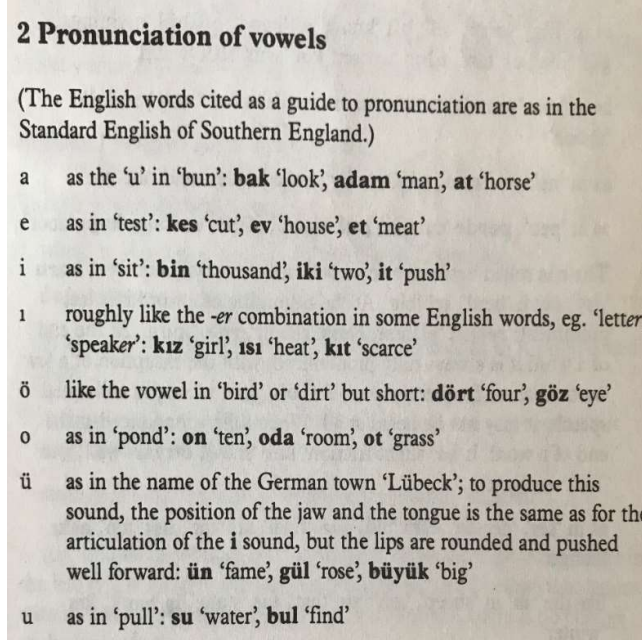 2 Pronunciation of vowels
(The English words cited as a guide to pronunciation are as in the
Standard English of Southern England.)
a as the ‘u’ in ‘bun’: bak ‘look’, adam ‘man’, at ‘horse’
e as in ‘test’: kes ‘cut’, ev ‘house’, et ‘meat’
i as in ‘sit’: bin ‘thousand’, iki ‘two’, it ‘push’
ı roughly like the -er combination in some English words, eg. ‘letter
‘speaker’: kız ‘girl’, ısı ‘heat’, kıt ‘scarce’
ö like the vowel in ‘bird’ or ‘dirt’ but short: dört ‘four’, göz ‘eye’
o as in ‘pond’: on ‘ten’, oda ‘room’, ot ‘grass’
ü as in the name of the German town ‘Lübeck’; to produce this
sound, the position of the jaw and the tongue is the same as for the
articulation of the i sound, but the lips are rounded and pushed
well forward: ün ‘fame’, gül ‘rose’, büyük ‘big’
u as in ‘pull’: su ‘water’, bul ‘find’